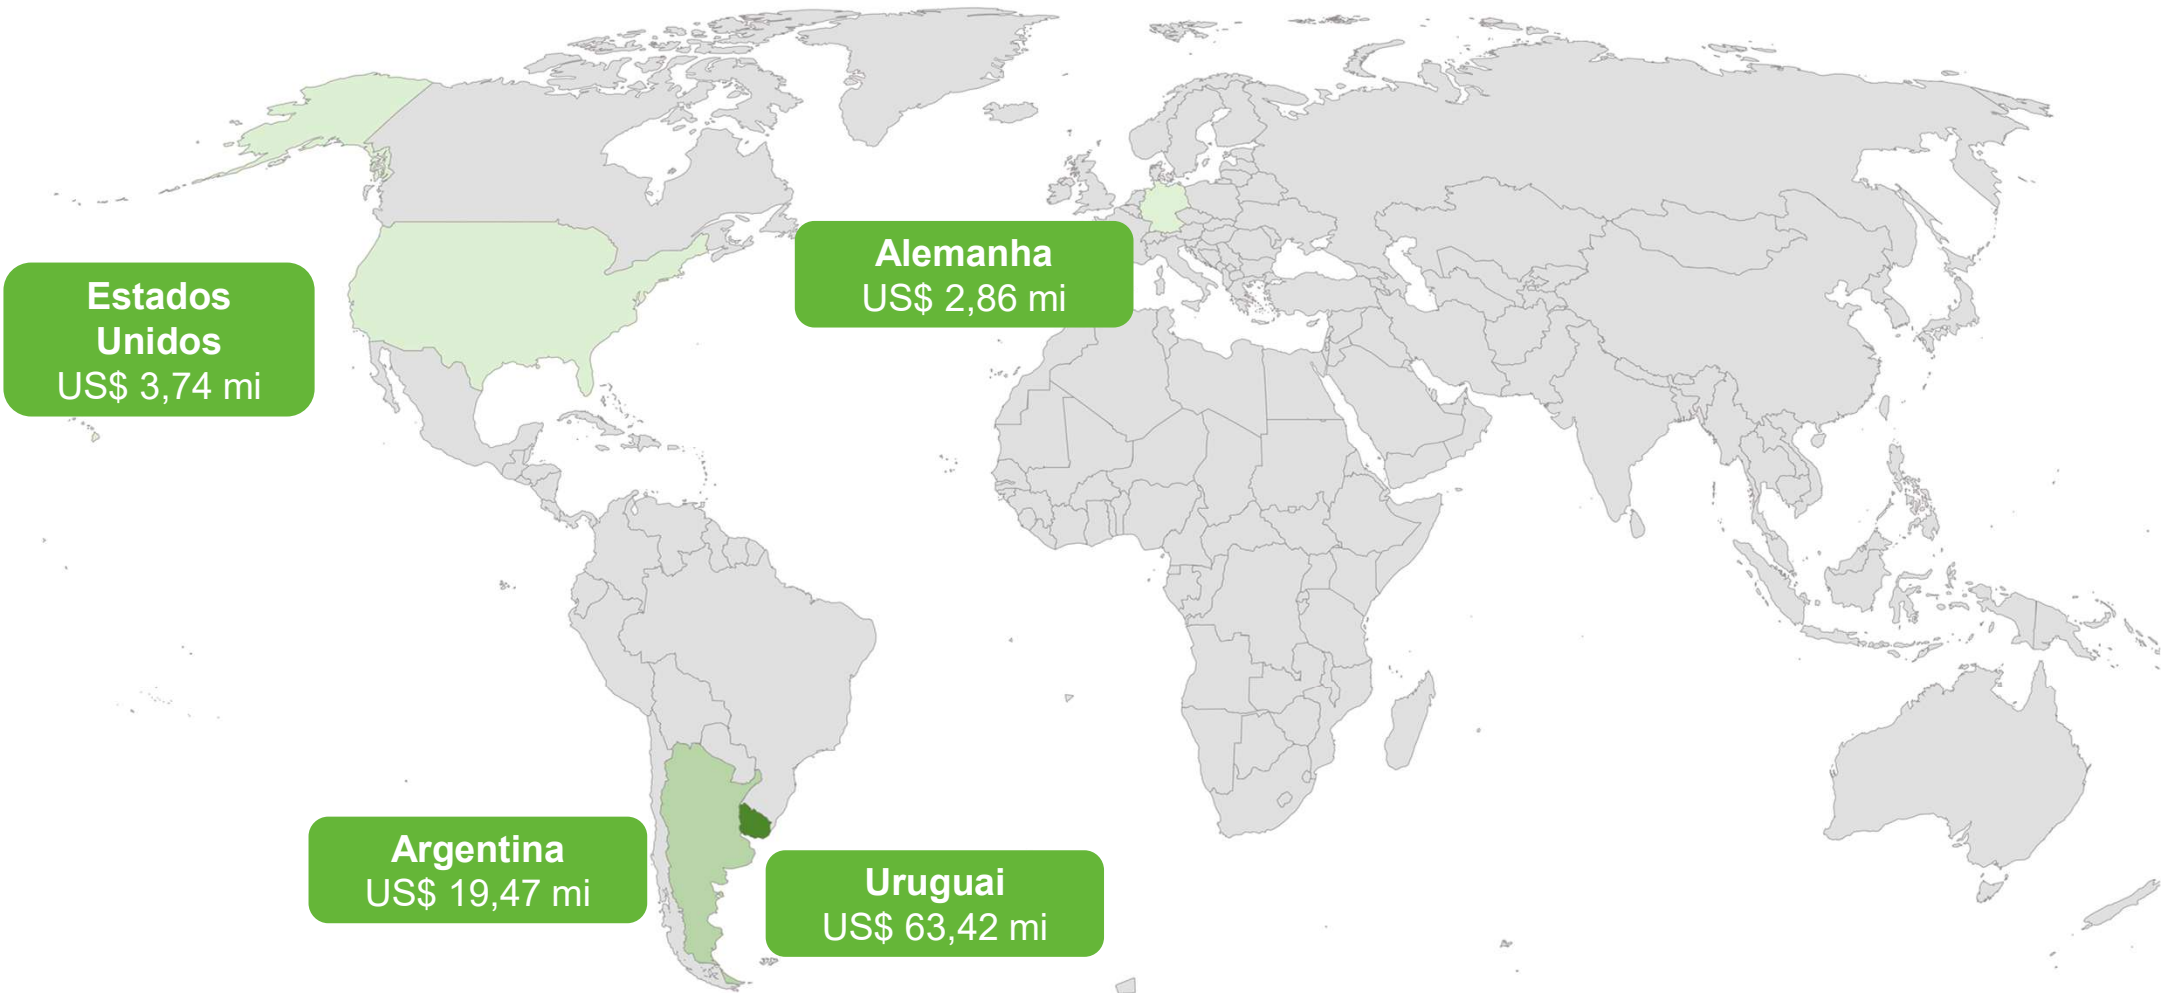 Alemanha
US$ 2,86 mi
Estados
Unidos
US$ 3,74 mi
Argentina
US$ 19,47 mi
Uruguai
US$ 63,42 mi